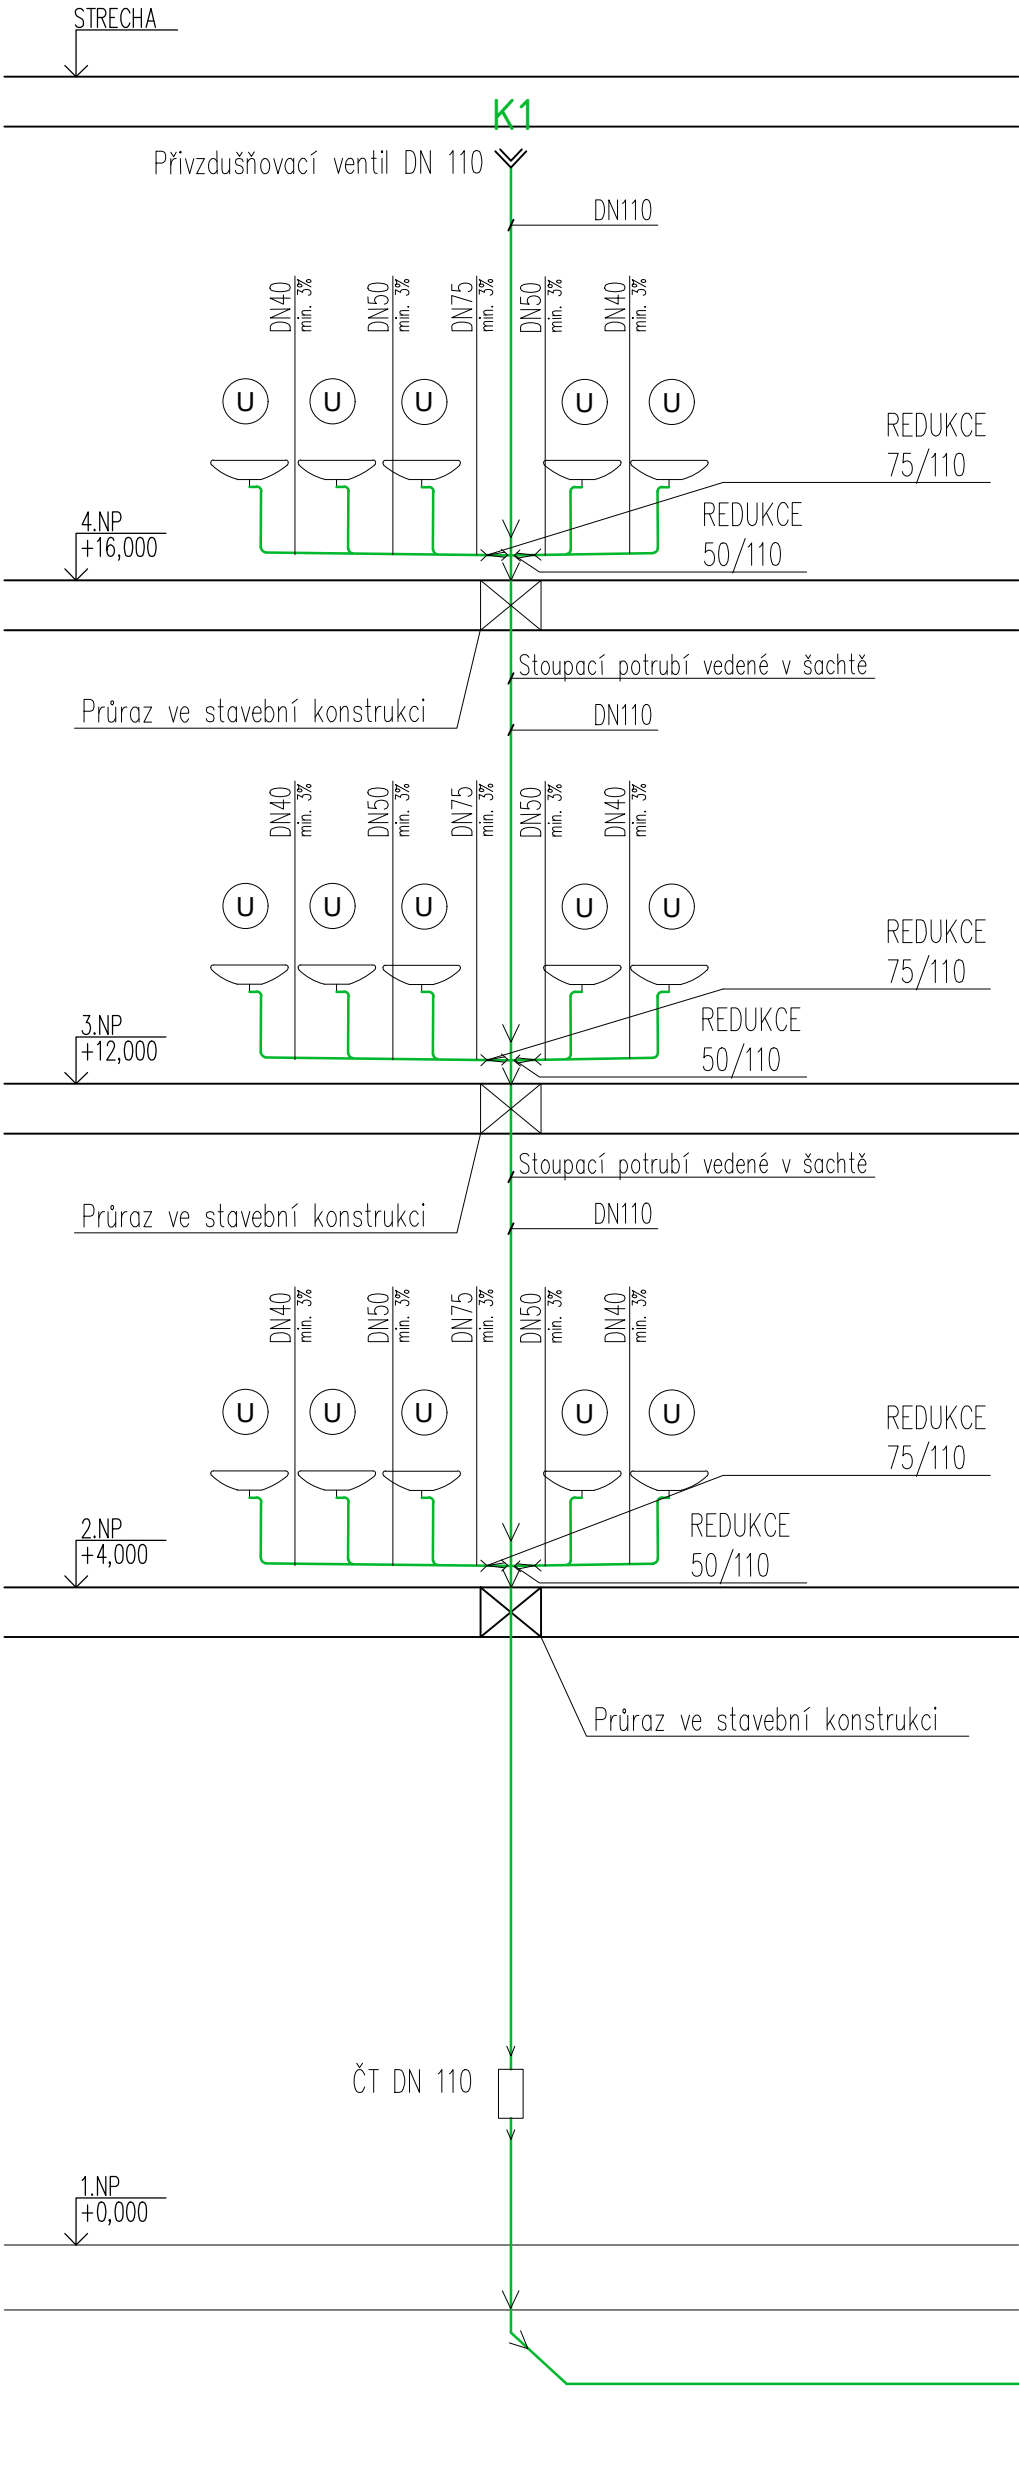 STRECHA
K1
Přivzdušňovací ventil DN 110
DN110
DN40
min. 3%
DN50
min. 3%
DN75
min. 3%
DN50
min. 3%
DN40
min. 3%
U
U
U
U
U
REDUKCE
75/110
REDUKCE
50/110
4.NP
+16,000
Stoupací potrubí vedené v šachtě
Průraz ve stavební konstrukci
DN110
DN40
min. 3%
DN50
min. 3%
DN75
min. 3%
DN50
min. 3%
DN40
min. 3%
U
U
U
U
U
REDUKCE
75/110
REDUKCE
50/110
3.NP
+12,000
Stoupací potrubí vedené v šachtě
Průraz ve stavební konstrukci
DN110
DN40
min. 3%
DN50
min. 3%
DN75
min. 3%
DN50
min. 3%
DN40
min. 3%
U
U
U
U
U
REDUKCE
75/110
REDUKCE
50/110
2.NP
+4,000
Průraz ve stavební konstrukci
ČT DN 110
1.NP
+0,000